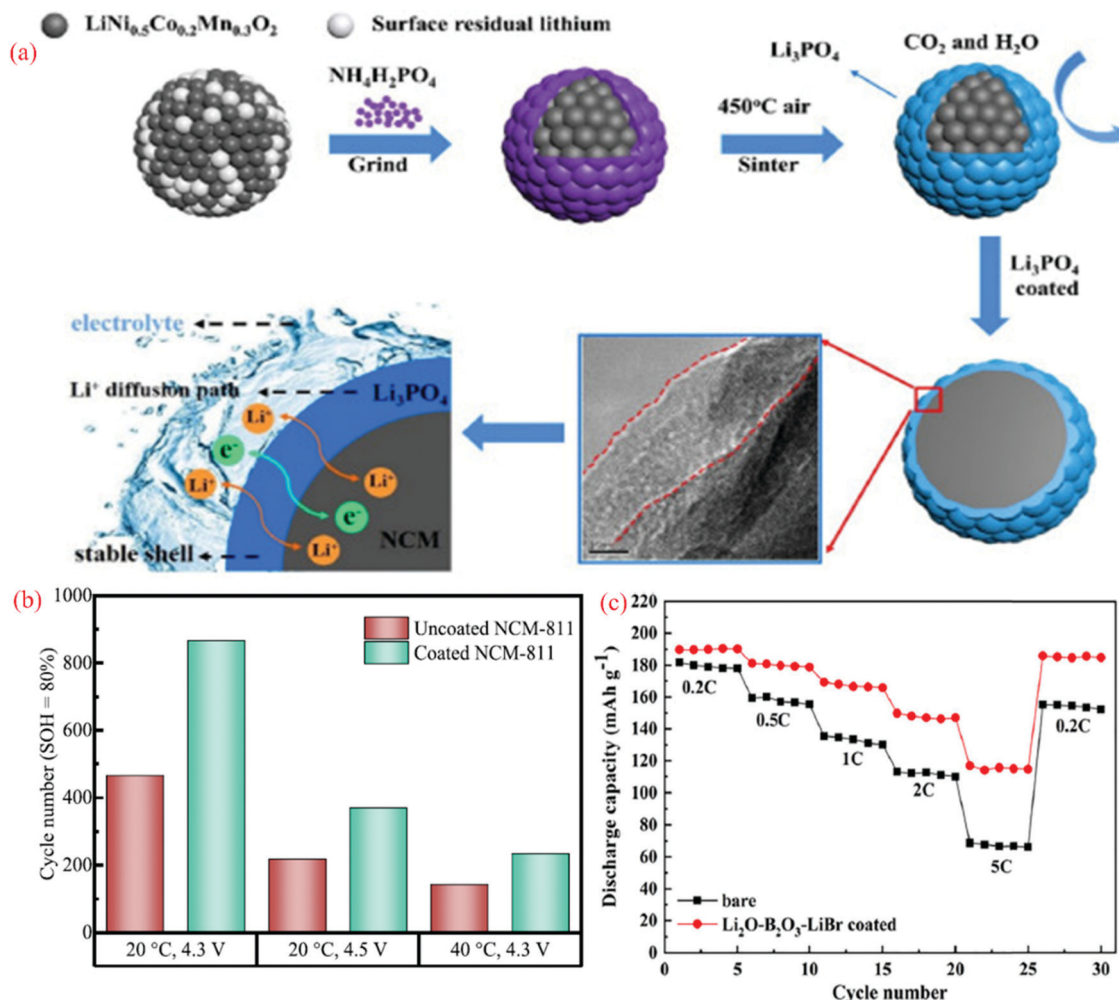 (a)
LiNi₀.₅Co₀.₂Mn₀.₃O₂
Surface residual lithium
NH₄H₂PO₄
Grind
450°C air
Sinter
Li₃PO₄
CO₂ and H₂O
Li₃PO₄
coated
electrolyte
Li⁺ diffusion path
Li₃PO₄
Li⁺
e⁻
Li⁺
Li⁺
e⁻
Li⁺
NCM
stable shell
(b)
Cycle number (SOH = 80%)
1000
800
600
400
200
0
Uncoated NCM-811
Coated NCM-811
20 °C, 4.3 V
20 °C, 4.5 V
40 °C, 4.3 V
(c)
Discharge capacity (mAh g⁻¹)
220
200
180
160
140
120
100
80
60
40
20
0
0.2C
0.5C
1C
2C
5C
0.2C
bare
Li₂O-B₂O₃-LiBr coated
0
5
10
15
20
25
30
Cycle number